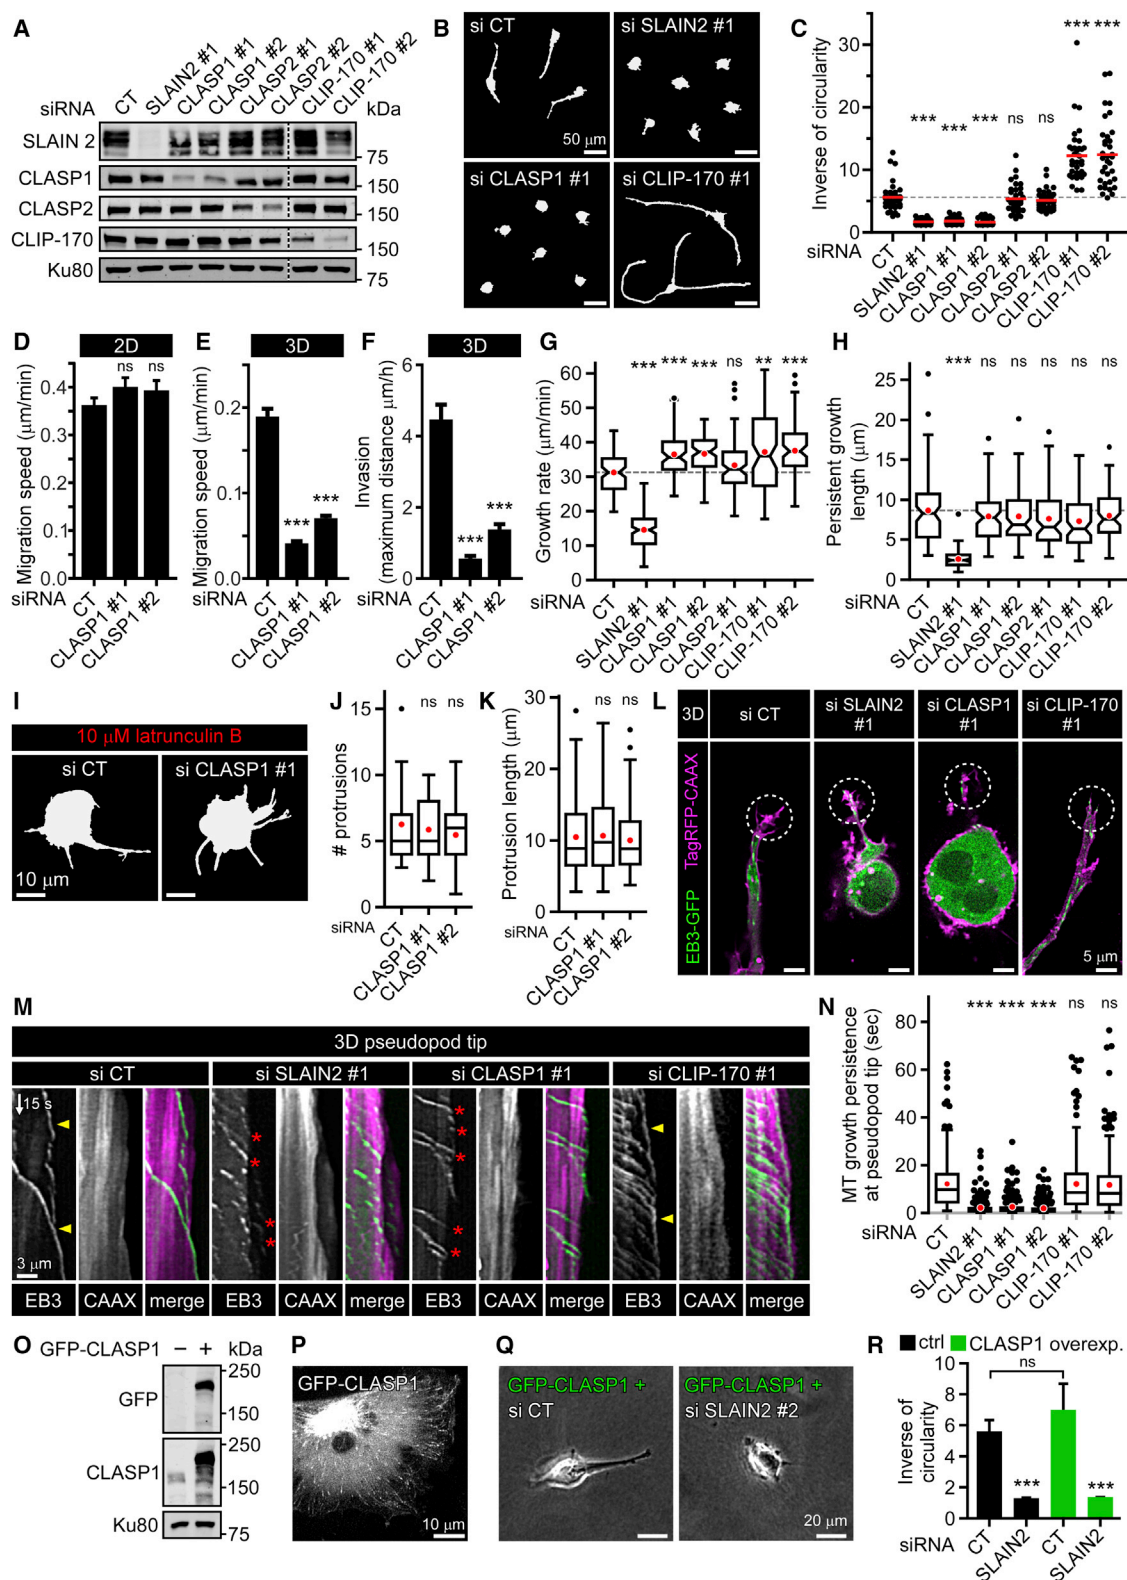 A
siRNA
CT
SLAIN2 #1
CLASP1 #1
CLASP1 #2
CLASP2 #1
CLASP2 #2
CLIP-170 #1
CLIP-170 #2
kDa
SLAIN 2
75
CLASP1
150
CLASP2
150
CLIP-170
150
Ku80
75
B
si CT
50 µm
si SLAIN2 #1
si CLASP1 #1
si CLIP-170 #1
C
Inverse of circularity
30
20
10
0
*** *** *** ns ns *** ***
siRNA
CT
SLAIN2 #1
CLASP1 #1
CLASP1 #2
CLASP2 #1
CLASP2 #2
CLIP-170 #1
CLIP-170 #2
D
2D
Migration speed (µm/min)
0.4
0.3
0.2
0.1
0.0
ns ns
siRNA
CT
CLASP1 #1
CLASP1 #2
E
3D
Migration speed (µm/min)
0.2
0.1
0.0
*** ***
CT
CLASP1 #1
CLASP1 #2
siRNA
F
3D
Invasion
(maximum distance µm/h)
6
4
2
0
*** ***
siRNA
CT
CLASP1 #1
CLASP1 #2
G
Growth rate (µm/min)
60
50
40
30
20
10
0
*** *** *** ns ** ***
siRNA
CT
SLAIN2 #1
CLASP1 #1
CLASP1 #2
CLASP2 #1
CLIP-170 #1
CLIP-170 #2
H
Persistent growth
length (µm)
25
20
15
10
5
0
*** ns ns ns ns ns
siRNA
CT
SLAIN2 #1
CLASP1 #1
CLASP1 #2
CLASP2 #1
CLIP-170 #1
CLIP-170 #2
I
10 µM latrunculin B
si CT
10 µm
si CLASP1 #1
J
# protrusions
15
10
5
0
ns ns
siRNA
CT
CLASP1 #1
CLASP1 #2
K
Protrusion length (µm)
30
20
10
0
ns ns
siRNA
CT
CLASP1 #1
CLASP1 #2
L
3D
si CT
si SLAIN2
#1
si CLASP1
#1
si CLIP-170
#1
EB3-GFP TagRFP-CAAX
5 µm
M
3D pseudopod tip
si CT
si SLAIN2 #1
si CLASP1 #1
si CLIP-170 #1
15 s
3 µm
* * * *
* * * *
EB3 CAAX merge EB3 CAAX merge EB3 CAAX merge EB3 CAAX merge
N
MT growth persistence
at pseudopod tip (sec)
80
60
40
20
0
*** *** *** ns ns
siRNA
CT
SLAIN2 #1
CLASP1 #1
CLASP1 #2
CLIP-170 #1
CLIP-170 #2
O
GFP-CLASP1 − + kDa
GFP
250
150
CLASP1
250
150
Ku80
75
P
GFP-CLASP1
10 µm
Q
GFP-CLASP1 +
si CT
GFP-CLASP1 +
si SLAIN2 #2
20 µm
R
ctrl CLASP1 overexp.
Inverse of
circularity
10
8
6
4
2
0
ns
*** ***
siRNA
CT
SLAIN2
CT
SLAIN2